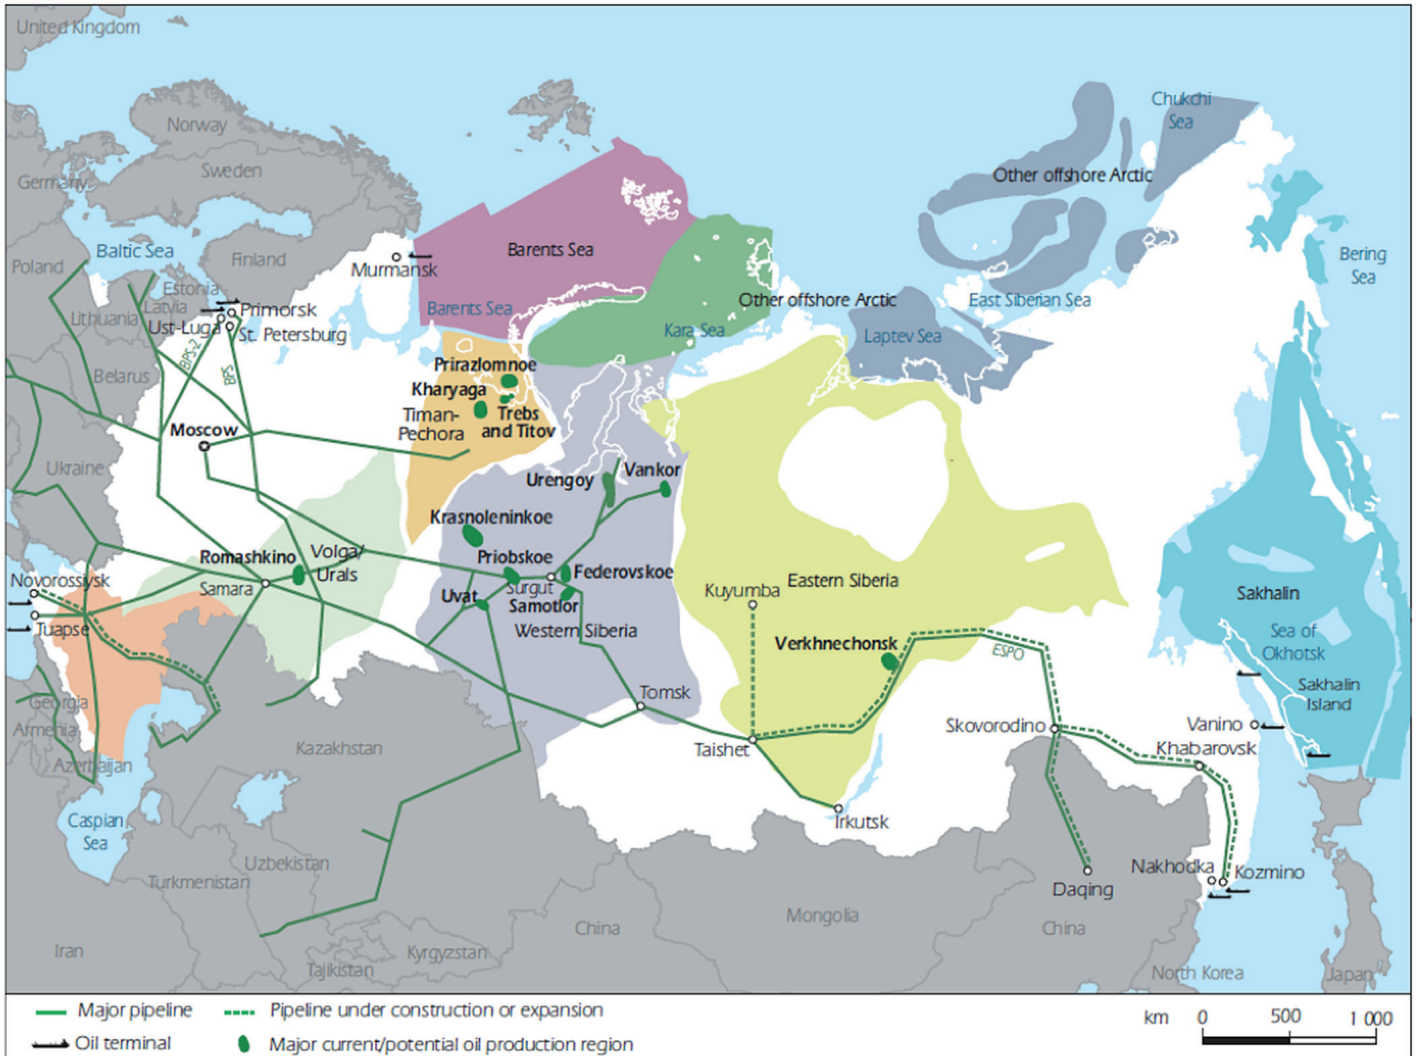 United Kingdom
Norway
Sweden
Germany
Chukchi
Sea
Other offshore Arctic
Baltic Sea
Finland
Poland
Barents Sea
Bering
Sea
Murmansk
Estonia
Latvia
Lithuania
Primorsk
Ust-Luga
St. Petersburg
Barents Sea
Other offshore Arctic
East Siberian Sea
Kara Sea
Laptev Sea
BPS-2
BPS
Belarus
Prirazlomnoe
Kharyaga
Timan-
Pechora
Trebs
and Titov
Moscow
Ukraine
Urengoy
Vankor
Krasnoleninkoe
Romashkino
Volga/
Urals
Priobskoe
Federovskoe
Novorossiysk
Samara
Surgut
Uvat
Samotlor
Kuyumba
Eastern Siberia
Sakhalin
Tuapse
Western Siberia
Verkhnechonsk
ESPO
Sea of
Okhotsk
Georgia
Armenia
Tomsk
Sakhalin
Island
Azerbaijan
Kazakhstan
Taishet
Skovorodino
Vanino
Khabarovsk
Caspian
Sea
Irkutsk
Uzbekistan
Turkmenistan
Daqing
Nakhodka
Kozmino
China
Mongolia
China
Iran
Kyrgyzstan
Tajikistan
North Korea
Japan
Major pipeline
Pipeline under construction or expansion
km 0 500 1 000
Oil terminal
Major current/potential oil production region